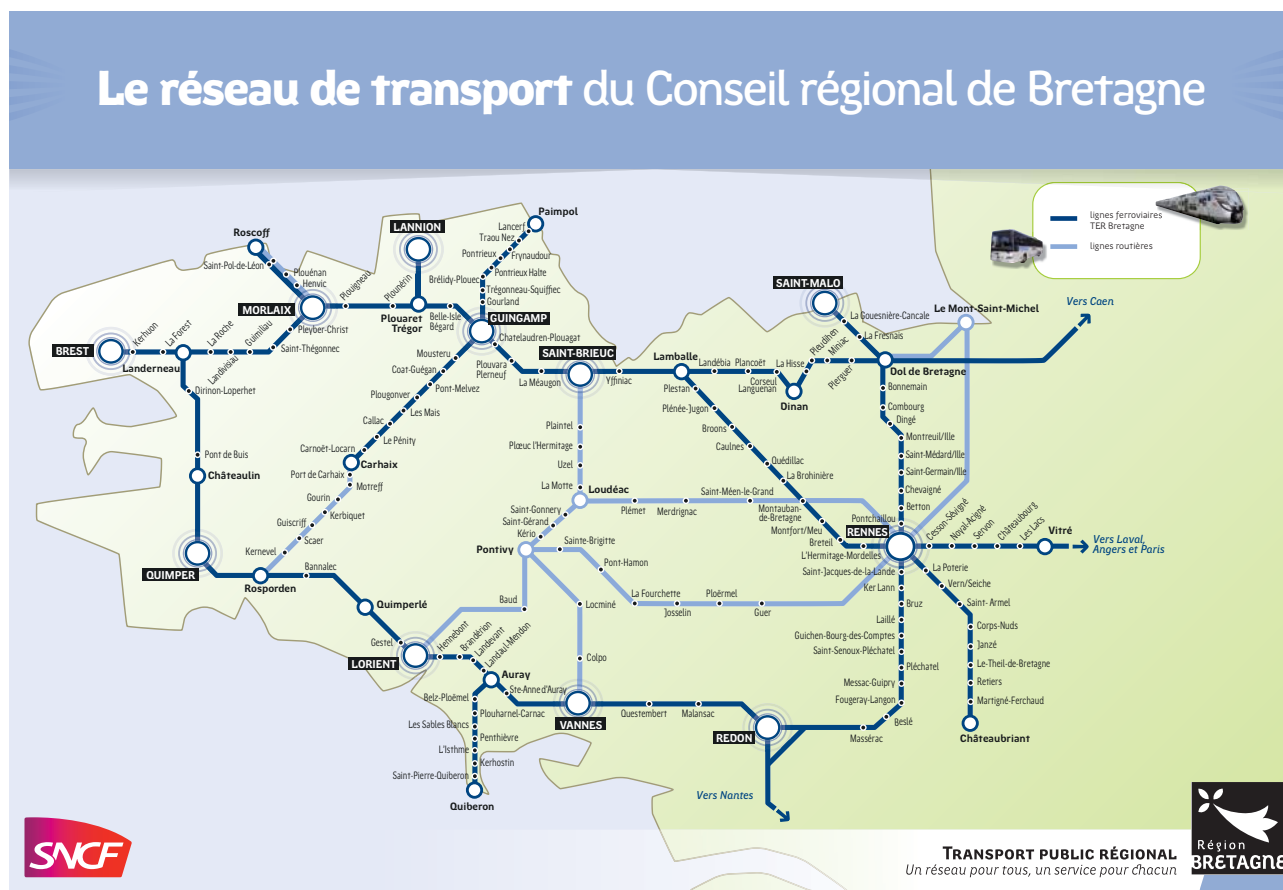 Le réseau de transport du Conseil régional de Bretagne
lignes ferroviaires
TER Bretagne
lignes routières
Paimpol
Lancerf
Traou Nez
Frynaudour
Pontrieux
Pontrieux Halte
Brélidy-Plouec
Trégonneau-Squiffiec
Gourland
LANNION
Roscoff
Saint-Pol-de-Léon
Plouénan
Henvic
MORLAIX
Plouigneau
Plounérin
Plouaret
Trégor
Belle-Isle
Bégard
GUINGAMP
Pleyber-Christ
Saint-Thégonnec
Guimiliau
Landivisiau
La Roche
La Forest
Kerhuon
BREST
Landerneau
Dirinon-Loperhet
Pont de Buis
Châteaulin
QUIMPER
Chatelaudren-Plouagat
Plouvara
Plerneuf
La Méaugon
SAINT-BRIEUC
Yffiniac
Lamballe
Landébia
Plancoët
Corseul
Languenan
La Hisse
Dinan
Pleudihen
Miniac
Plerguer
SAINT-MALO
La Gouesnière-Cancale
La Fresnais
Dol de Bretagne
Le Mont-Saint-Michel
Vers Caen
Mousteru
Coat-Guégan
Pont-Melvez
Plougonver
Les Mais
Callac
Le Pénity
Carnoët-Locarn
Carhaix
Port de Carhaix
Motreff
Gourin
Kerbiquet
Guiscriff
Scaer
Kernevel
Rosporden
Bannalec
Quimperlé
Gestel
LORIENT
Plaintel
Plœuc l'Hermitage
Uzel
La Motte
Loudéac
Saint-Gonnery
Saint-Gérand
Kério
Pontivy
Plémet
Merdrignac
Saint-Méen-le-Grand
Sainte-Brigitte
Pont-Hamon
La Fourchette
Josselin
Ploërmel
Guer
Baud
Locminé
Colpo
Plestan
Plénée-Jugon
Broons
Caulnes
Quédillac
La Brohinière
Montauban-
de-Bretagne
Montfort/Meu
Breteil
L'Hermitage-Mordelles
Bonnemain
Combourg
Dingé
Montreuil/Ille
Saint-Médard/Ille
Saint-Germain/Ille
Chevaigné
Betton
Pontchaillou
RENNES
Cesson-Sévigné
Noyal-Acigné
Servon
Châteaubourg
Les Lacs
Vitré
Vers Laval,
Angers et Paris
Saint-Jacques-de-la-Lande
Ker Lann
Bruz
Laillé
Guichen-Bourg-des-Comptes
Saint-Senoux-Pléchatel
Pléchatel
Messac-Guipry
Fougeray-Langon
Beslé
Massérac
La Poterie
Vern/Seiche
Saint- Armel
Corps-Nuds
Janzé
Le-Theil-de-Bretagne
Retiers
Martigné-Ferchaud
Châteaubriant
Hennebont
Brandérion
Landevant
Landaul-Mendon
Auray
Ste-Anne d'Auray
Belz-Ploëmel
Plouharnel-Carnac
Les Sables Blancs
Penthièvre
L'Isthme
Kerhostin
Saint-Pierre-Quiberon
Quiberon
VANNES
Questembert
Malansac
REDON
Vers Nantes
SNCF
TRANSPORT PUBLIC RÉGIONAL
Un réseau pour tous, un service pour chacun
Région
BRETAGNE